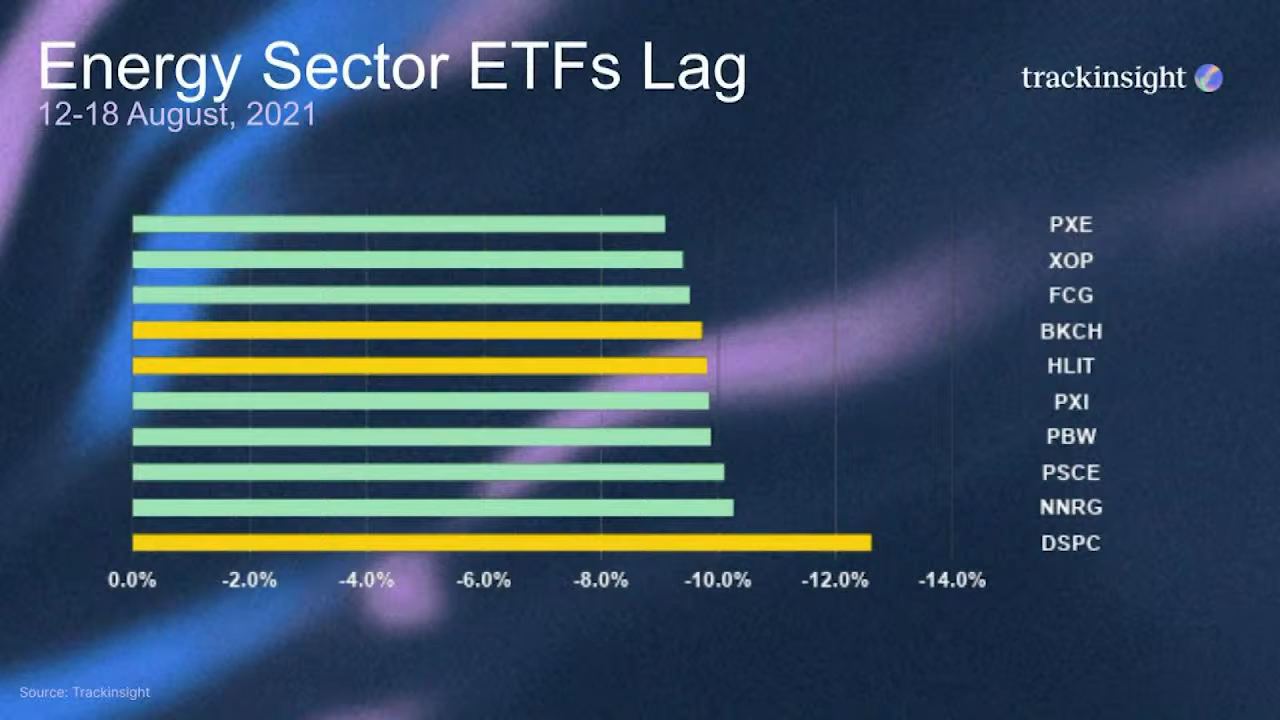 Energy Sector ETFs Lag
12-18 August, 2021
trackinsight
PXE
XOP
FCG
BKCH
HLIT
PXI
PBW
PSCE
NNRG
DSPC
0.0% -2.0% -4.0% -6.0% -8.0% -10.0% -12.0% -14.0%
Source: Trackinsight